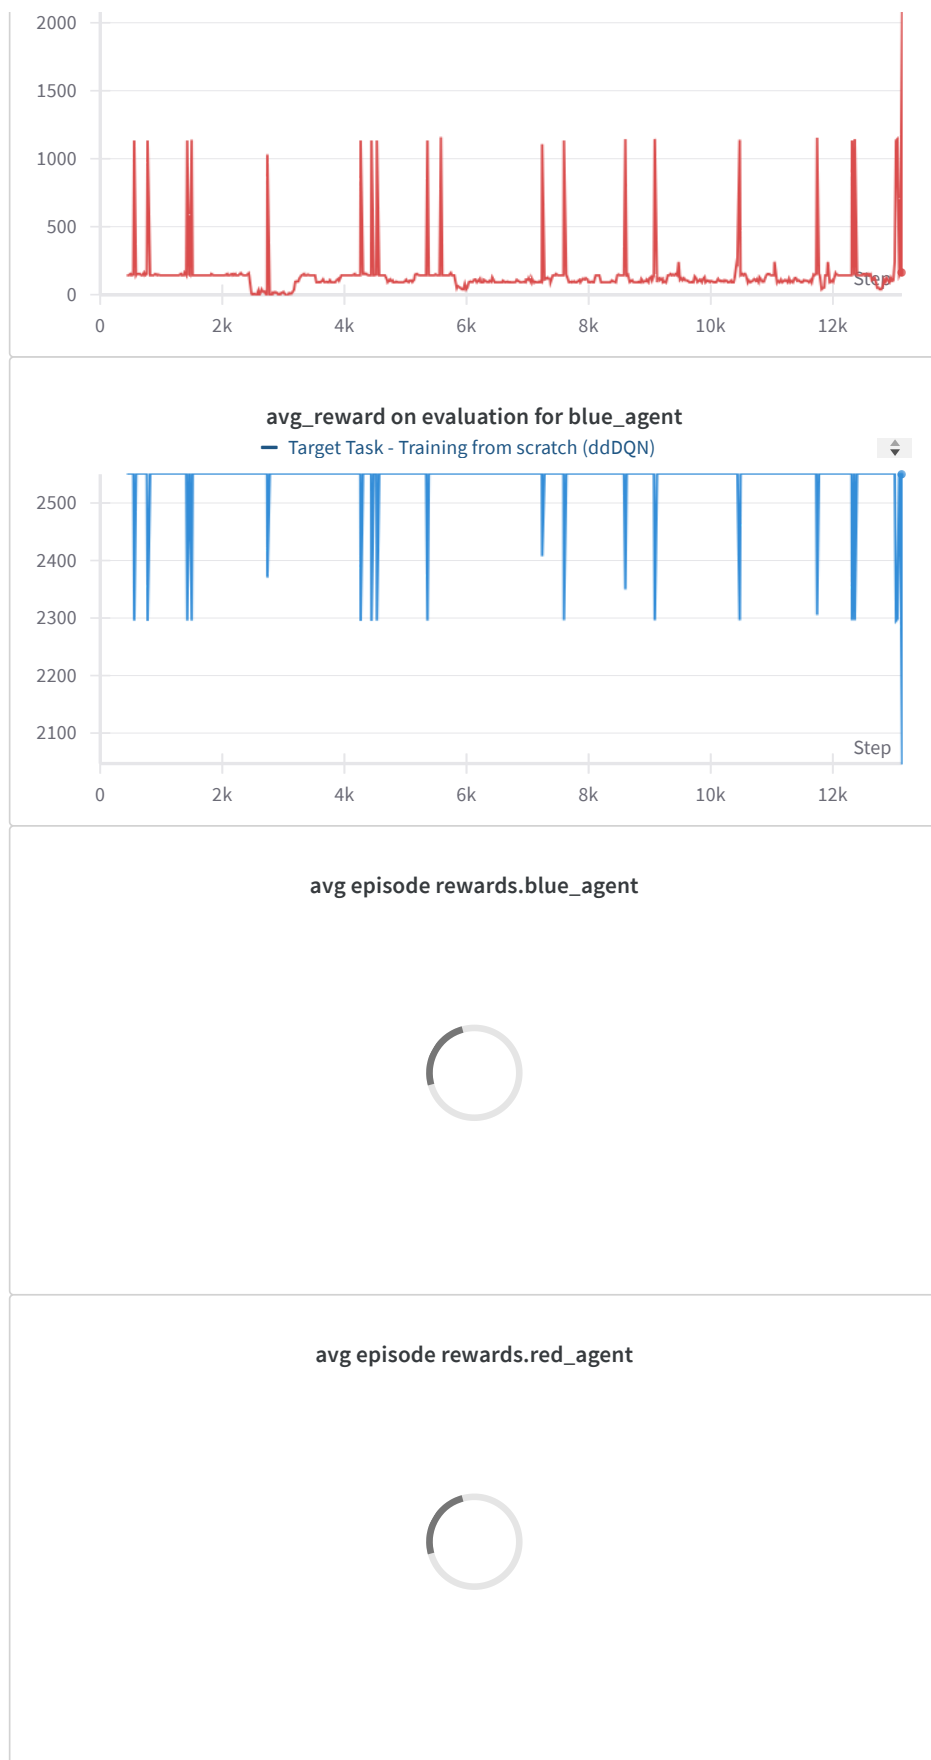 2000
1500
1000
500
0
Step
0 2k 4k 6k 8k 10k 12k
avg_reward on evaluation for blue_agent
Target Task - Training from scratch (ddDQN)
2500
2400
2300
2200
2100
Step
0 2k 4k 6k 8k 10k 12k
avg episode rewards.blue_agent
avg episode rewards.red_agent